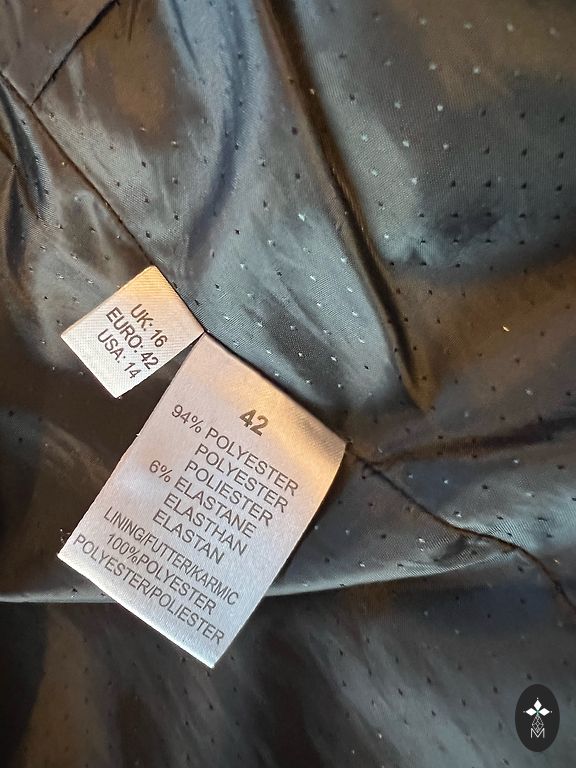 UK: 16
EURO: 42
USA: 14
42
94% POLYESTER
POLYESTER
POLIESTER
6% ELASTANE
ELASTHAN
ELASTAN
LINING/FUTTER/KARMIC
100%POLYESTER
POLYESTER/POLIESTER
M